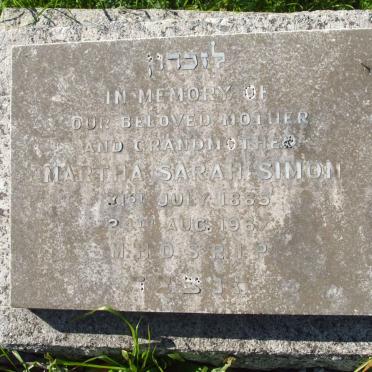 לזכרון
IN MEMORY OF
OUR BELOVED MOTHER
AND GRANDMOTHER
MARTHA SARAH SIMON
JULY 1885
AUG.
M.H.D.S.R.I.P.